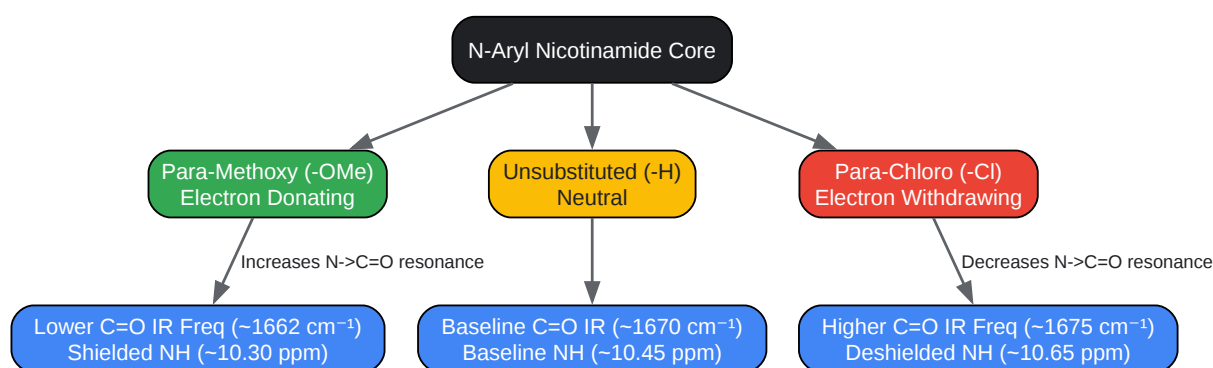 N-Aryl Nicotinamide Core
Para-Methoxy (-OMe)
Electron Donating
Unsubstituted (-H)
Neutral
Para-Chloro (-Cl)
Electron Withdrawing
Increases N->C=O resonance
Decreases N->C=O resonance
Lower C=O IR Freq (~1662 cm⁻¹)
Shielded NH (~10.30 ppm)
Baseline C=O IR (~1670 cm⁻¹)
Baseline NH (~10.45 ppm)
Higher C=O IR Freq (~1675 cm⁻¹)
Deshielded NH (~10.65 ppm)